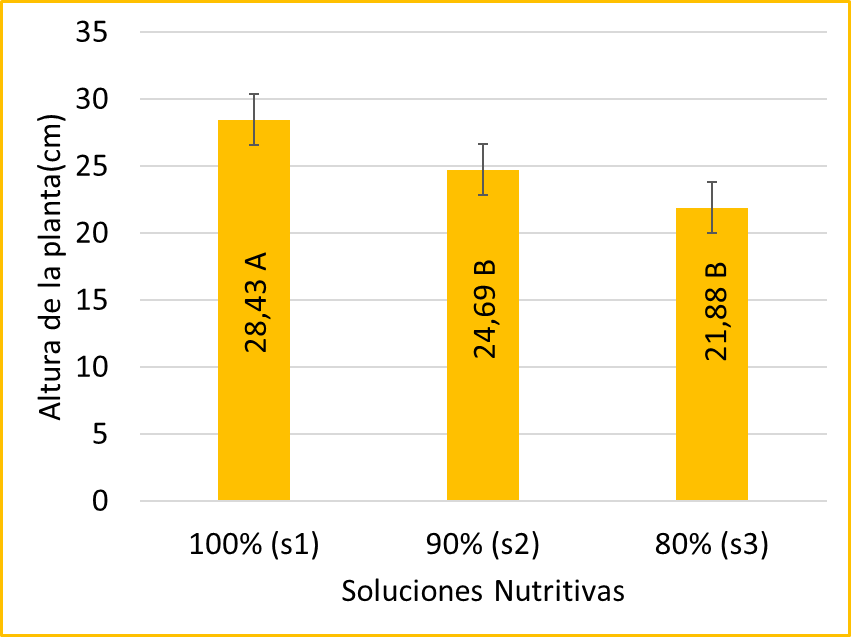 35
30
25
20
15
10
5
0
Altura de la planta(cm)
28,43 A
24,69 B
21,88 B
100% (s1)
90% (s2)
80% (s3)
Soluciones Nutritivas